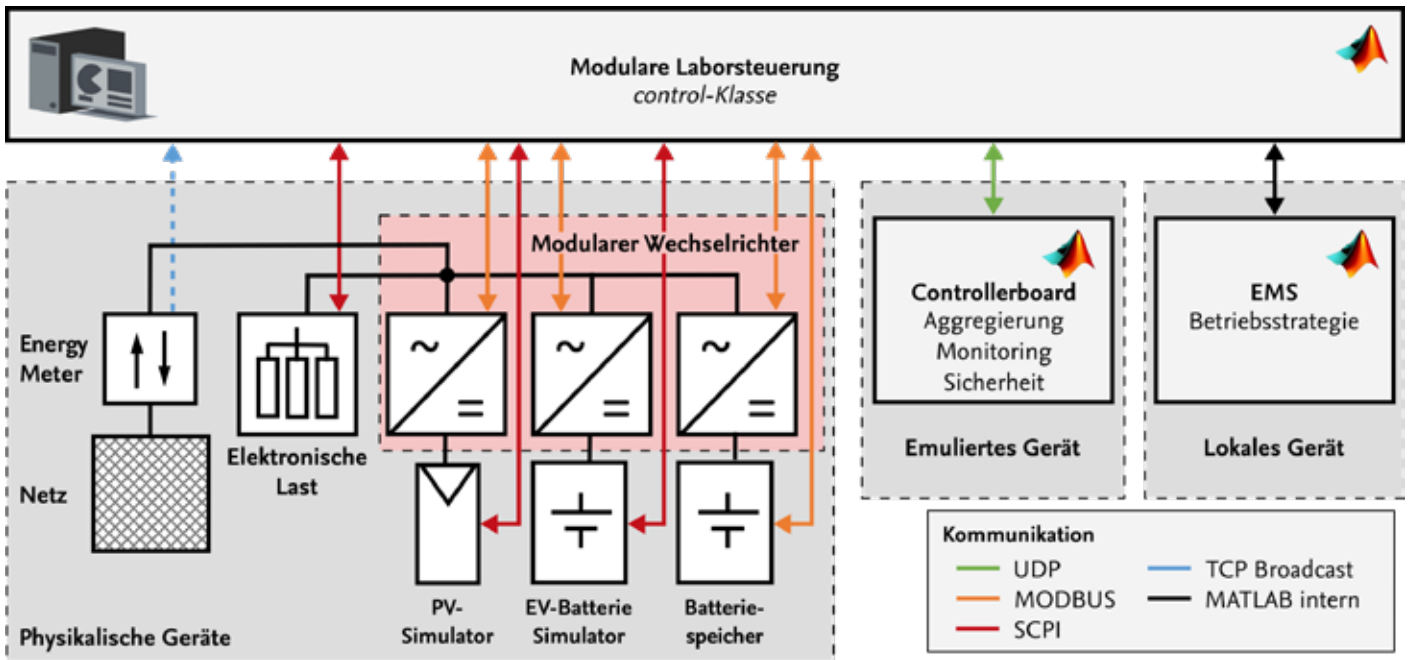 Modulare Laborsteuerung
control-Klasse
Modularer Wechselrichter
Energy
Meter
Elektronische
Last
Netz
PV-
Simulator
EV-Batterie
Simulator
Batterie-
speicher
Physikalische Geräte
Controllerboard
Aggregierung
Monitoring
Sicherheit
Emuliertes Gerät
EMS
Betriebsstrategie
Lokales Gerät
Kommunikation
UDP
MODBUS
SCPI
TCP Broadcast
MATLAB intern